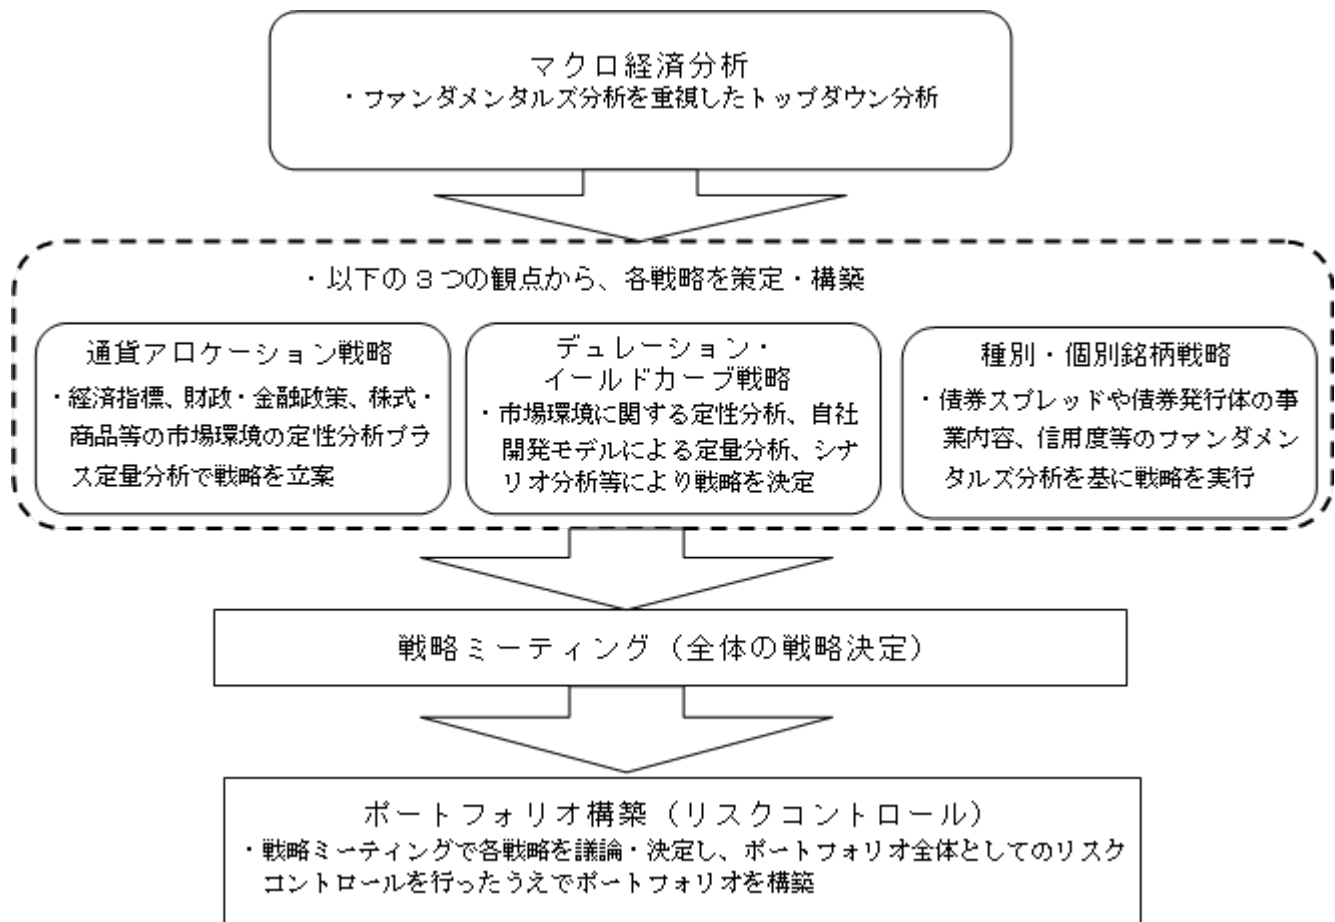 マクロ経済分析
・ファンダメンタルズ分析を重視したトップダウン分析
・以下の3つの観点から、各戦略を策定・構築
通貨アロケーション戦略
・経済指標、財政・金融政策、株式・
商品等の市場環境の定性分析プラ
ス定量分析で戦略を立案
デュレーション・
イールドカーブ戦略
・市場環境に関する定性分析、自社
開発モデルによる定量分析、シナ
リオ分析等により戦略を決定
種別・個別銘柄戦略
・債券スプレッドや債券発行体の事
業内容、信用度等のファンダメン
タルズ分析を基に戦略を実行
戦略ミーティング（全体の戦略決定）
ポートフォリオ構築（リスクコントロール）
・戦略ミーティングで各戦略を議論・決定し、ポートフォリオ全体としてのリスク
コントロールを行ったうえでポートフォリオを構築